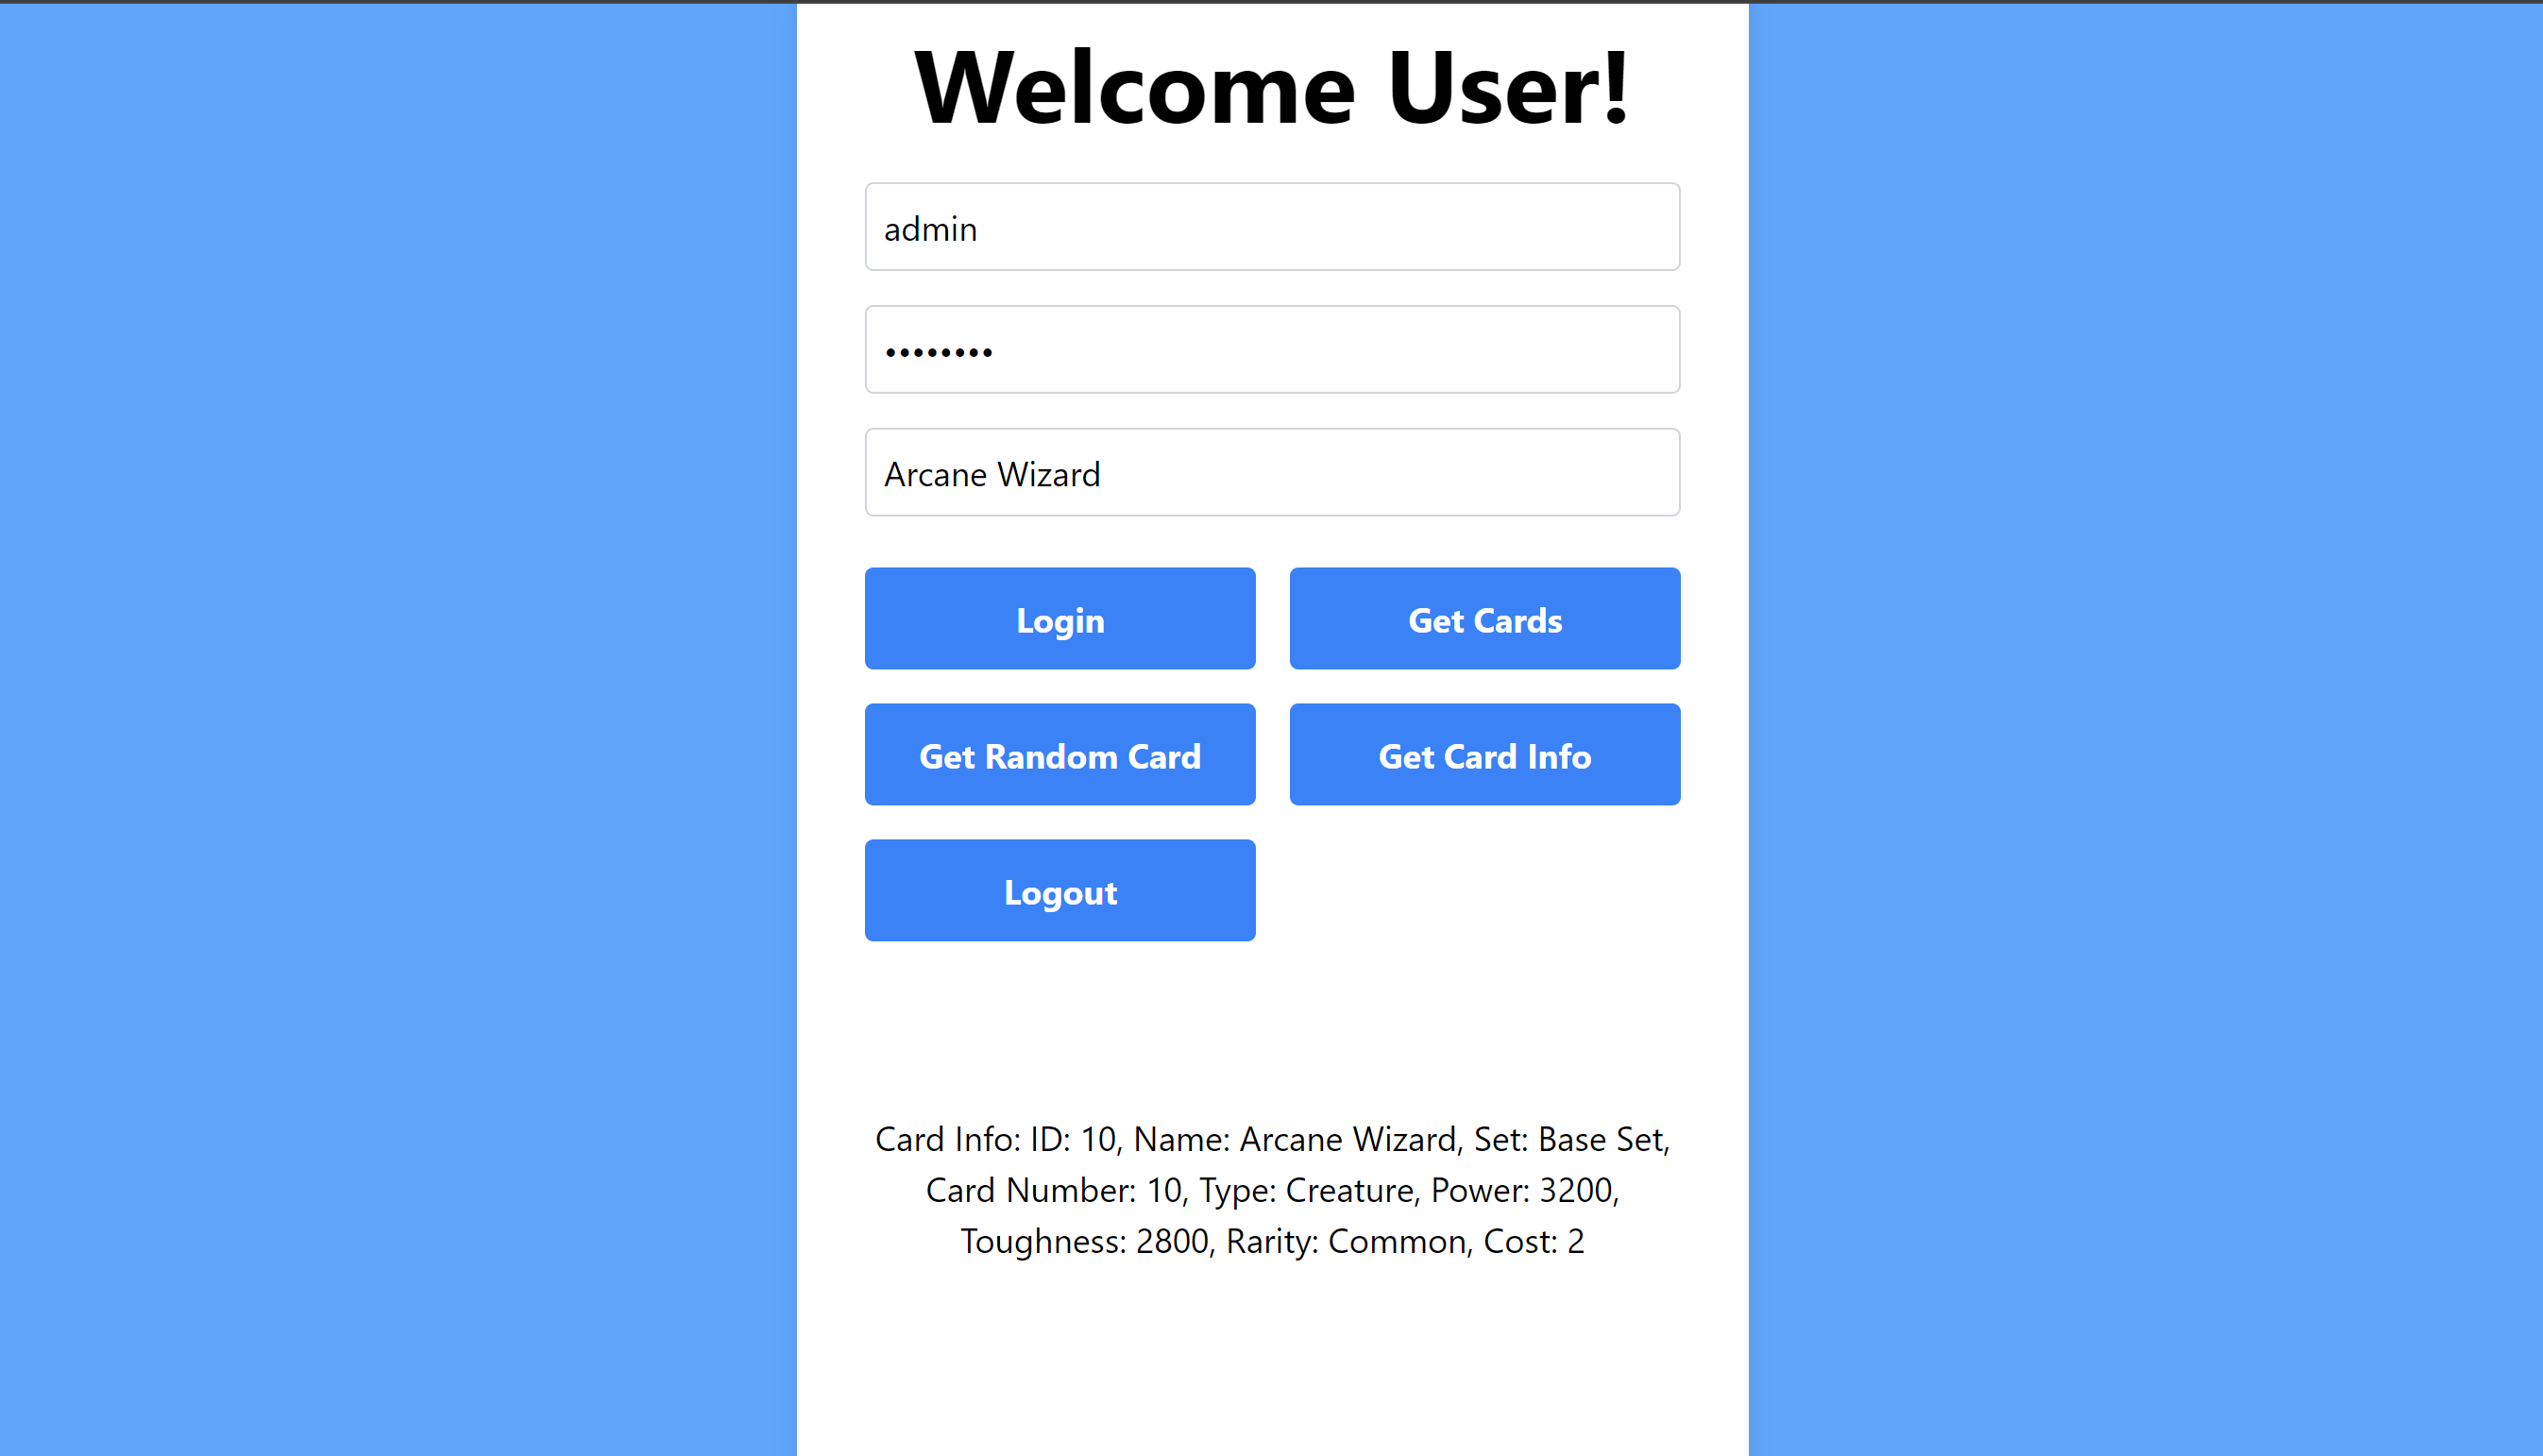 Welcome User!
admin
••••••••
Arcane Wizard
Login
Get Cards
Get Random Card
Get Card Info
Logout
Card Info: ID: 10, Name: Arcane Wizard, Set: Base Set,
Card Number: 10, Type: Creature, Power: 3200,
Toughness: 2800, Rarity: Common, Cost: 2